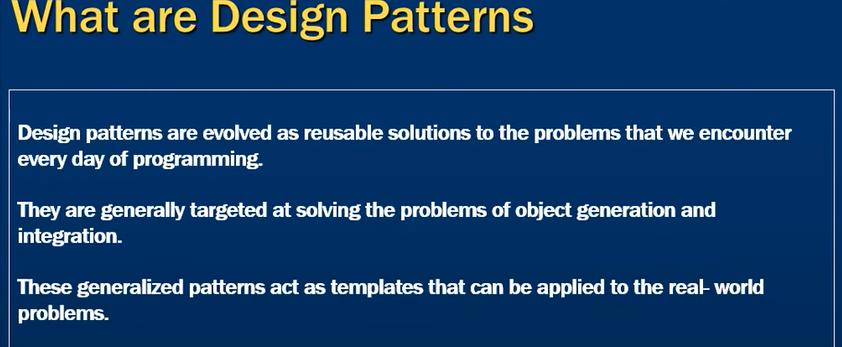 What are Design Patterns
Design patterns are evolved as reusable solutions to the problems that we encounter
every day of programming.
They are generally targeted at solving the problems of object generation and
integration.
These generalized patterns act as templates that can be applied to the real- world
problems.